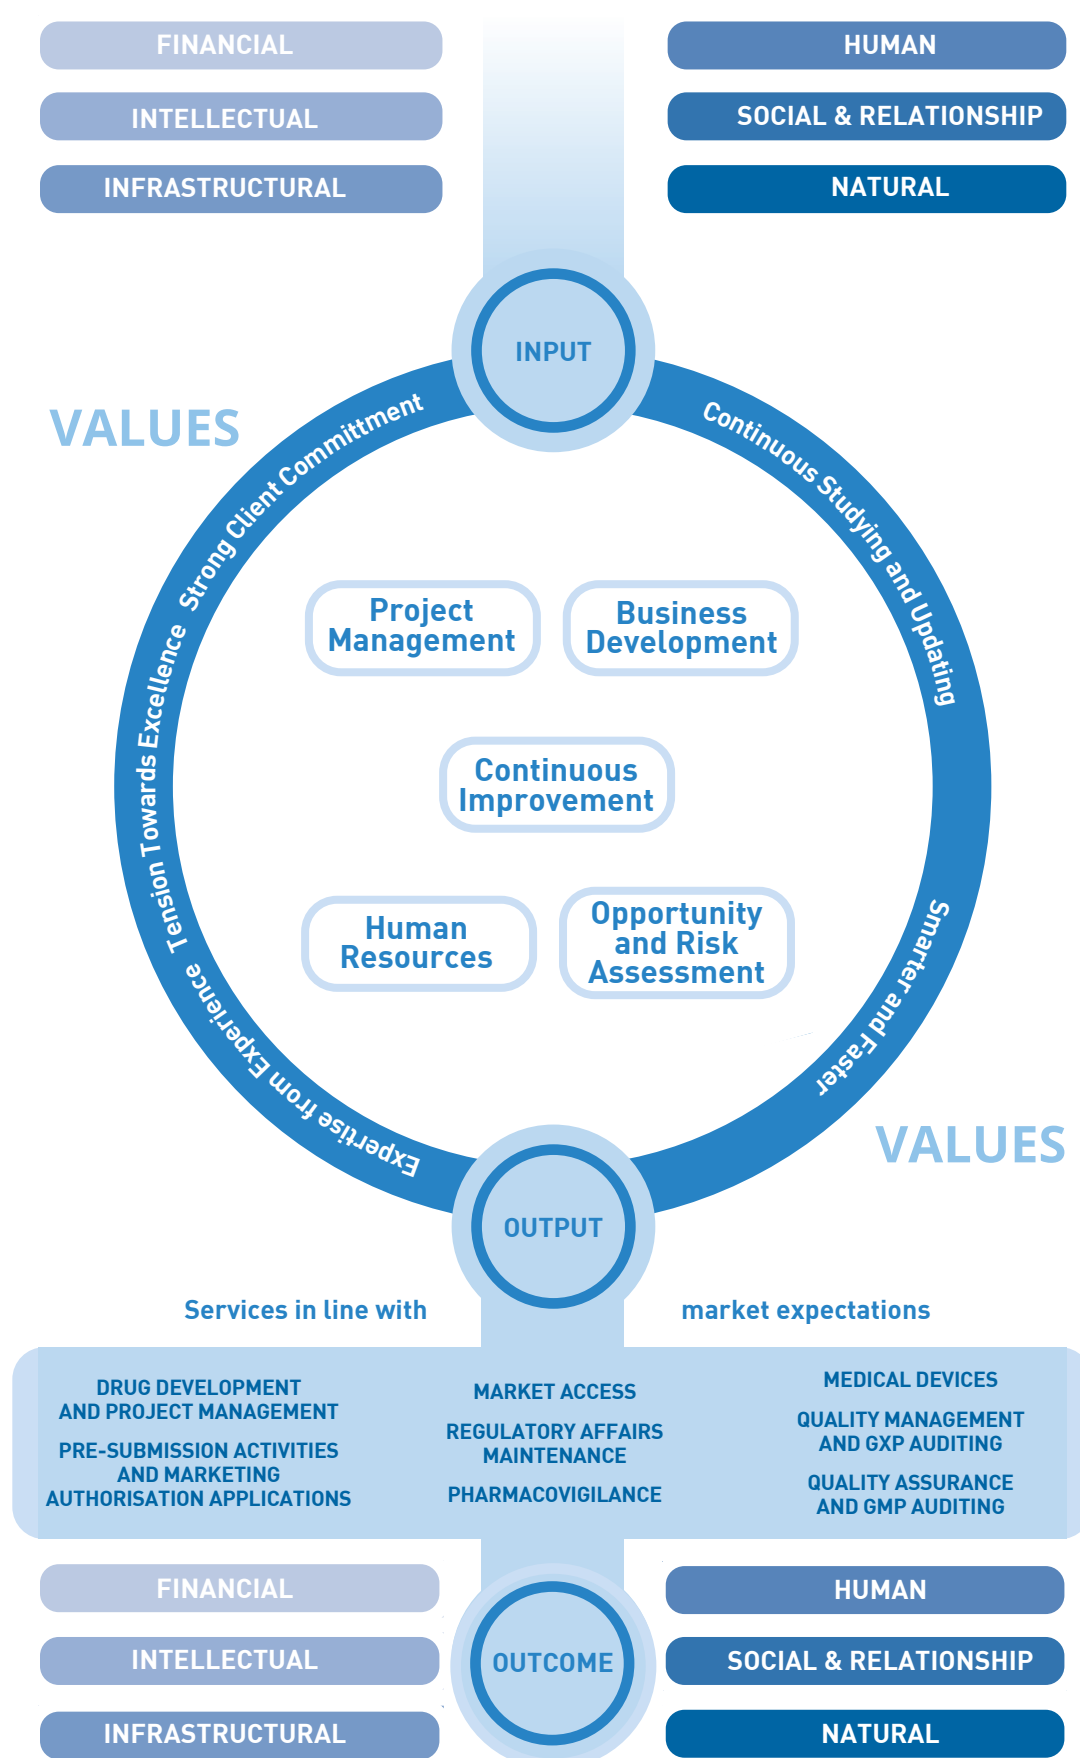 FINANCIAL
HUMAN
INTELLECTUAL
SOCIAL & RELATIONSHIP
INFRASTRUCTURAL
NATURAL
INPUT
VALUES
Strong Client Committment
Continuous Studying and Updating
Tension Towards Excellence
Expertise from Experience
Smarter and Faster
Project
Management
Business
Development
Continuous
Improvement
Human
Resources
Opportunity
and Risk
Assessment
VALUES
OUTPUT
Services in line with
market expectations
DRUG DEVELOPMENT
AND PROJECT MANAGEMENT
PRE-SUBMISSION ACTIVITIES
AND MARKETING
AUTHORISATION APPLICATIONS
MARKET ACCESS
REGULATORY AFFAIRS
MAINTENANCE
PHARMACOVIGILANCE
MEDICAL DEVICES
QUALITY MANAGEMENT
AND GXP AUDITING
QUALITY ASSURANCE
AND GMP AUDITING
FINANCIAL
HUMAN
INTELLECTUAL
OUTCOME
SOCIAL & RELATIONSHIP
INFRASTRUCTURAL
NATURAL